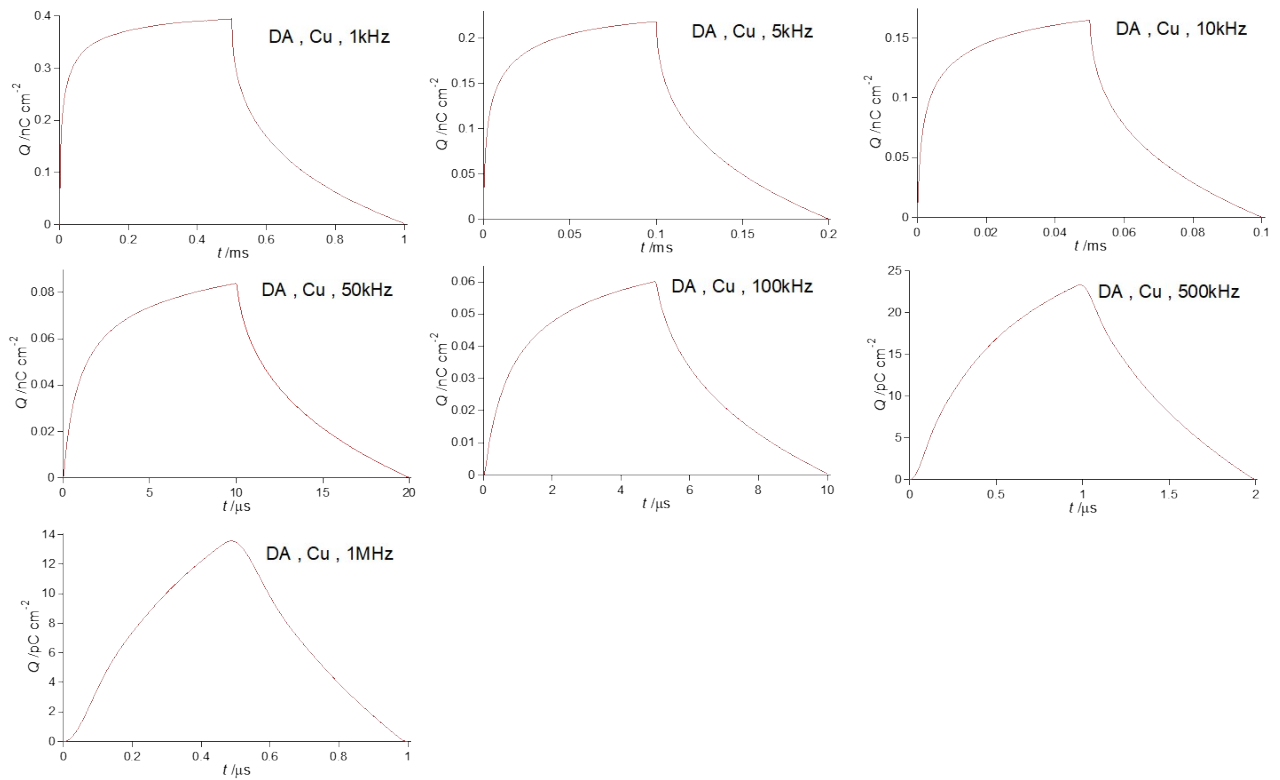 DA , Cu , 1kHz
Q /nC cm-2
0.4
0.3
0.2
0.1
0
0 0.2 0.4 0.6 0.8 1
t /ms
DA , Cu , 5kHz
Q /nC cm-2
0.2
0.15
0.1
0.05
0
0 0.05 0.1 0.15 0.2
t /ms
DA , Cu , 10kHz
Q /nC cm-2
0.15
0.1
0.05
0
0 0.02 0.04 0.06 0.08 0.1
t /ms
DA , Cu , 50kHz
Q /nC cm-2
0.08
0.06
0.04
0.02
0
0 5 10 15 20
t /μs
DA , Cu , 100kHz
Q /nC cm-2
0.06
0.05
0.04
0.03
0.02
0.01
0
0 2 4 6 8 10
t /μs
DA , Cu , 500kHz
Q /pC cm-2
25
20
15
10
5
0
0 0.5 1 1.5 2
t /μs
DA , Cu , 1MHz
Q /pC cm-2
14
12
10
8
6
4
2
0
0 0.2 0.4 0.6 0.8 1
t /μs